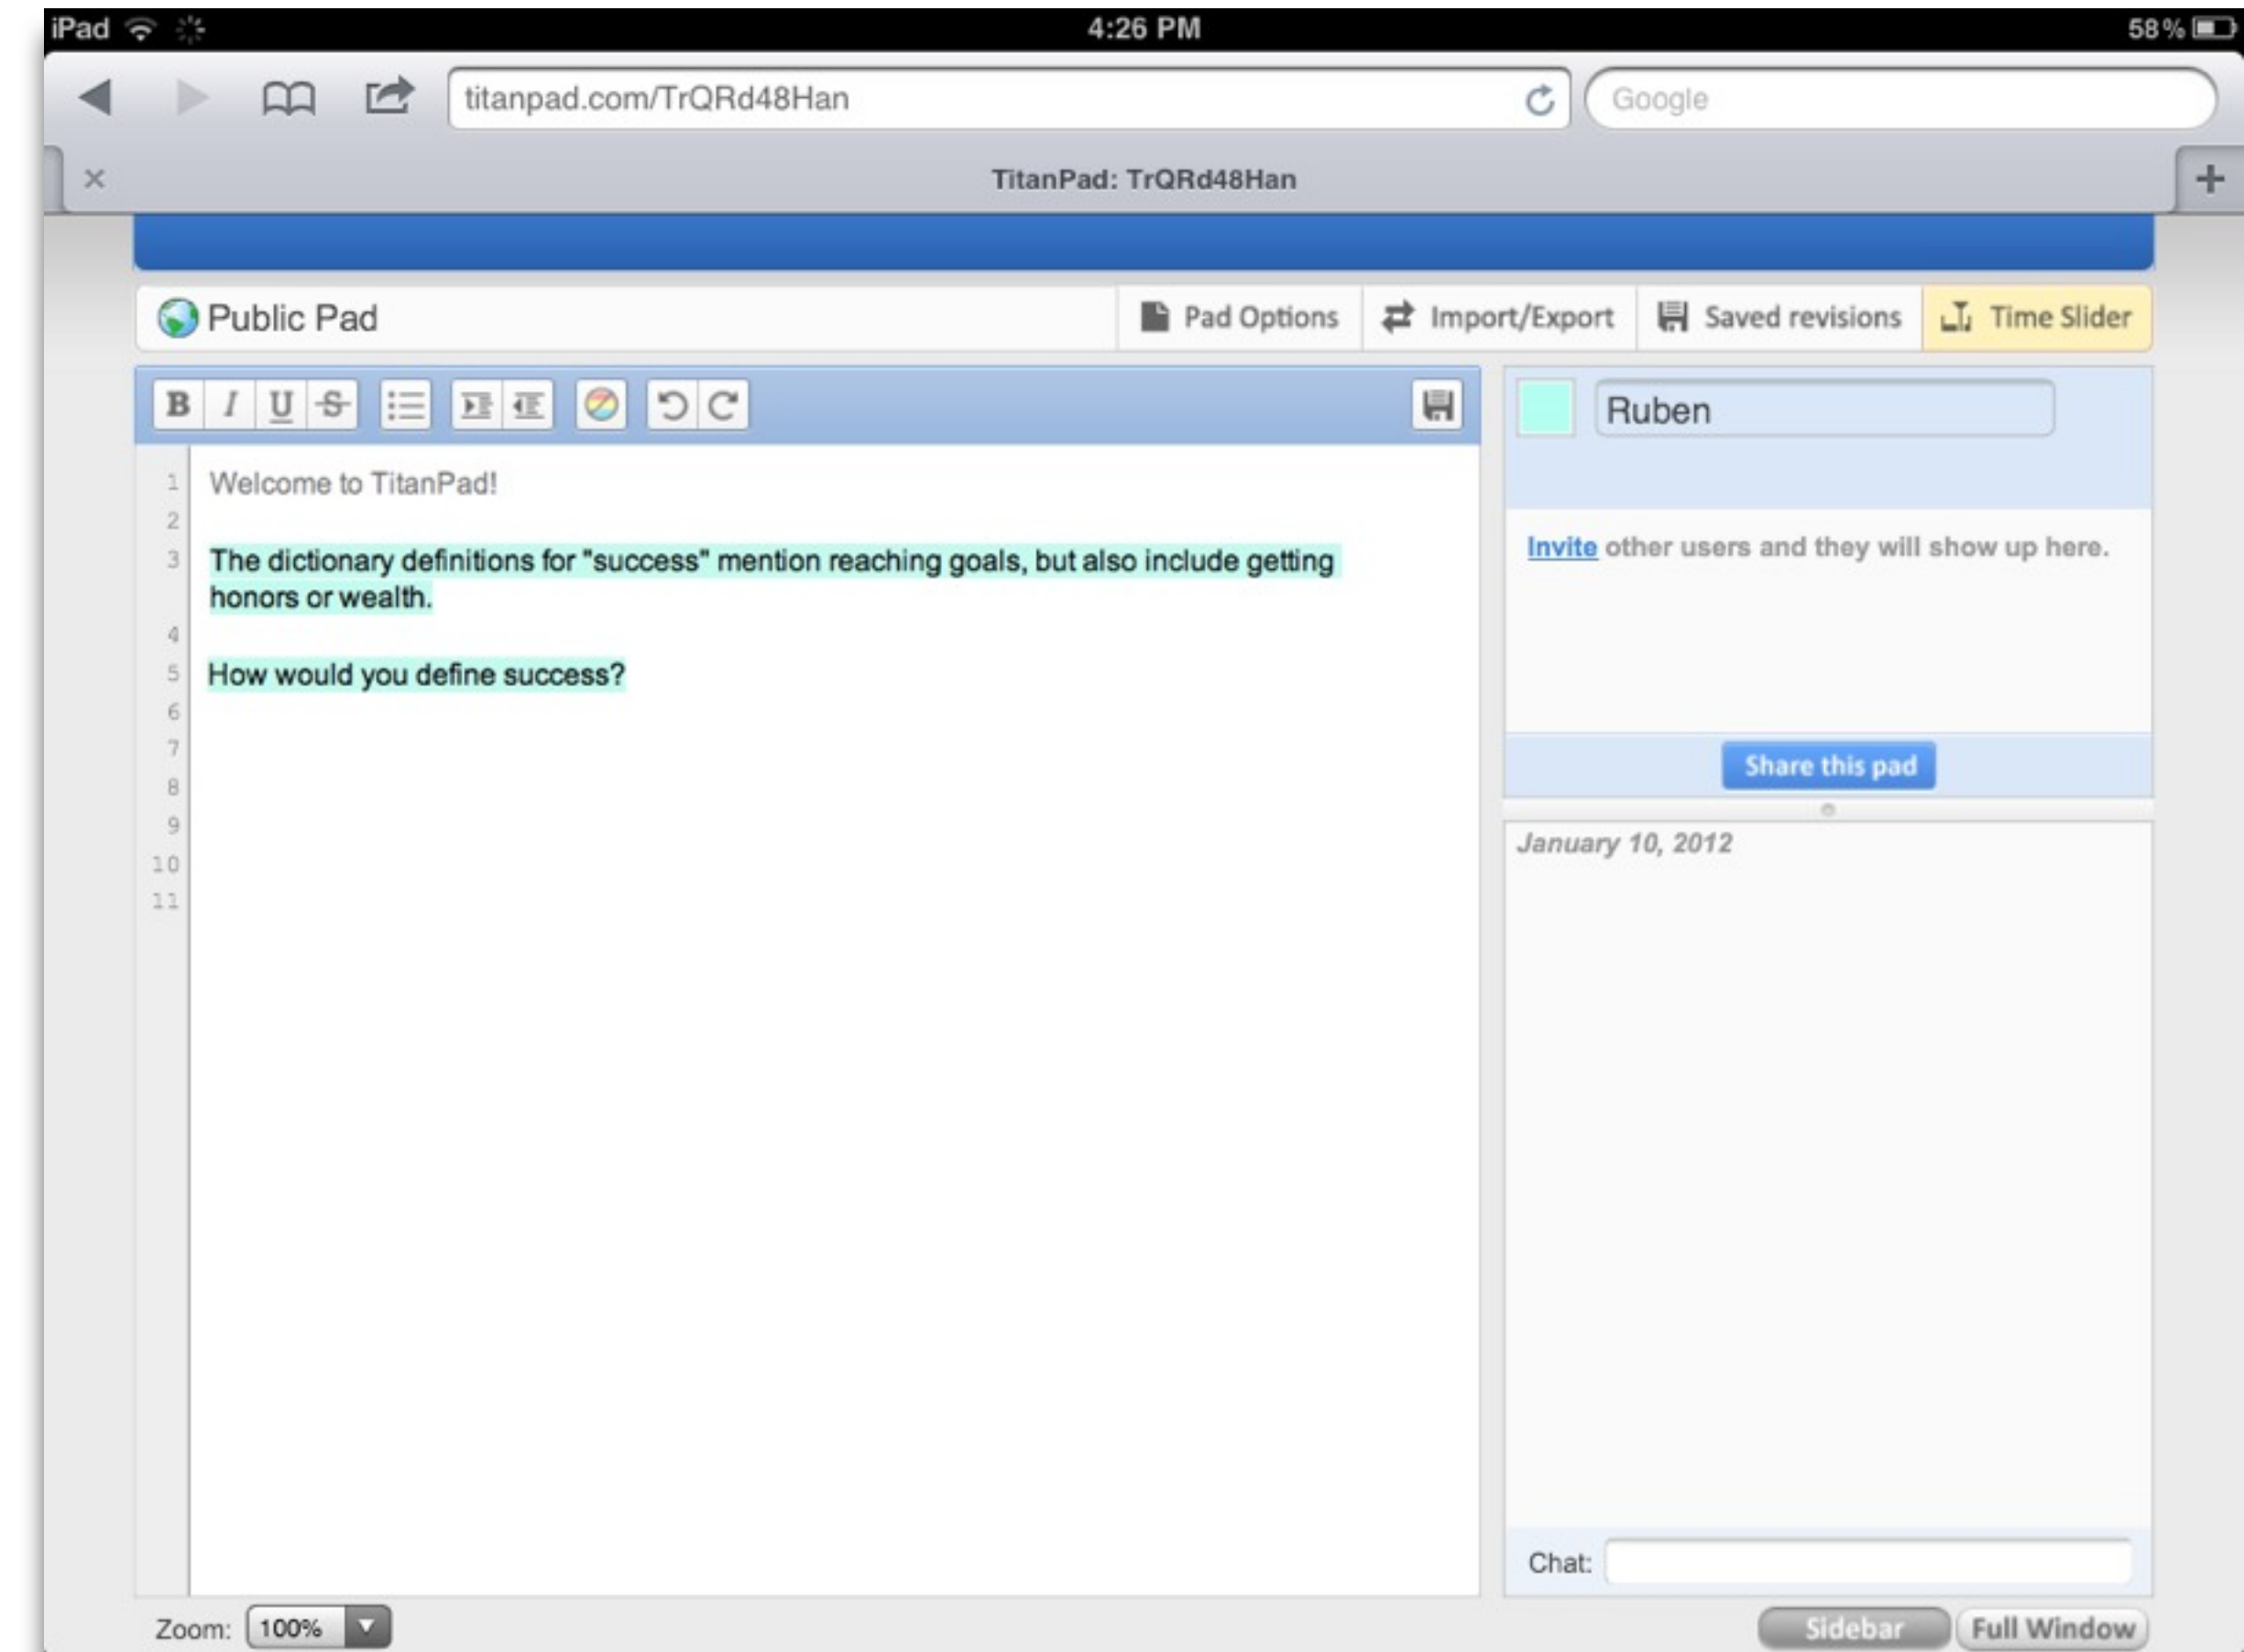 iPad 4:26 PM 58%
titanpad.com/TrQRd48Han Google
TitanPad: TrQRd48Han
Public Pad Pad Options Import/Export Saved revisions Time Slider
B I U S Ruben
1 Welcome to TitanPad!
2
3 The dictionary definitions for "success" mention reaching goals, but also include getting
honors or wealth.
4
5 How would you define success?
6
7
8
9
10
11
Invite other users and they will show up here.
Share this pad
January 10, 2012
Chat:
Zoom: 100% Sidebar Full Window